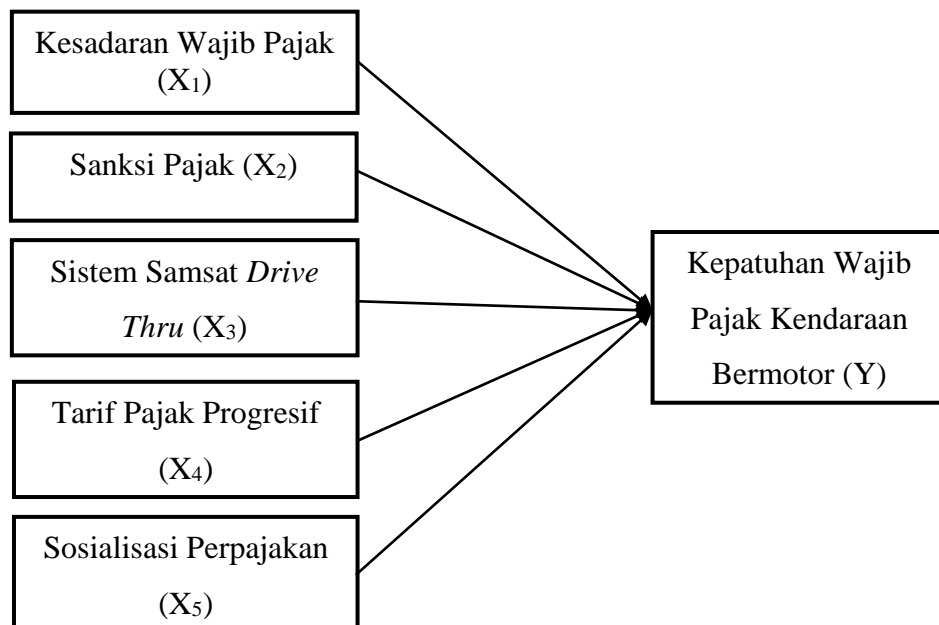 Kesadaran Wajib Pajak
(X₁)
Sanksi Pajak (X₂)
Sistem Samsat Drive
Thru (X₃)
Tarif Pajak Progresif
(X₄)
Sosialisasi Perpajakan
(X₅)
Kepatuhan Wajib
Pajak Kendaraan
Bermotor (Y)